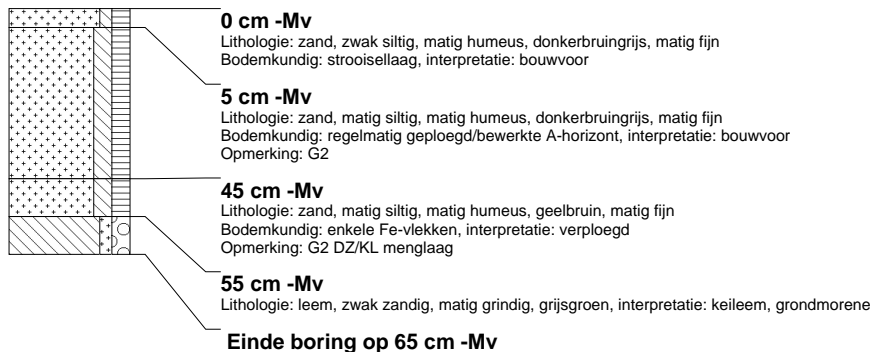 0 cm -Mv
Lithologie: zand, zwak siltig, matig humeus, donkerbruingrijs, matig fijn
Bodemkundig: strooisellaag, interpretatie: bouwvoor
5 cm -Mv
Lithologie: zand, matig siltig, matig humeus, donkerbruingrijs, matig fijn
Bodemkundig: regelmatig geploegd/bewerkte A-horizont, interpretatie: bouwvoor
Opmerking: G2
45 cm -Mv
Lithologie: zand, matig siltig, matig humeus, geelbruin, matig fijn
Bodemkundig: enkele Fe-vlekken, interpretatie: verploegd
Opmerking: G2 DZ/KL menglaag
55 cm -Mv
Lithologie: leem, zwak zandig, matig grindig, grijsgroen, interpretatie: keileem, grondmorene
Einde boring op 65 cm -Mv